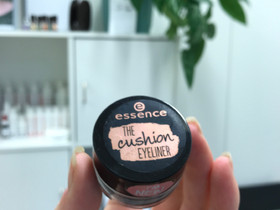 essence
THE
cushion
EYELINER